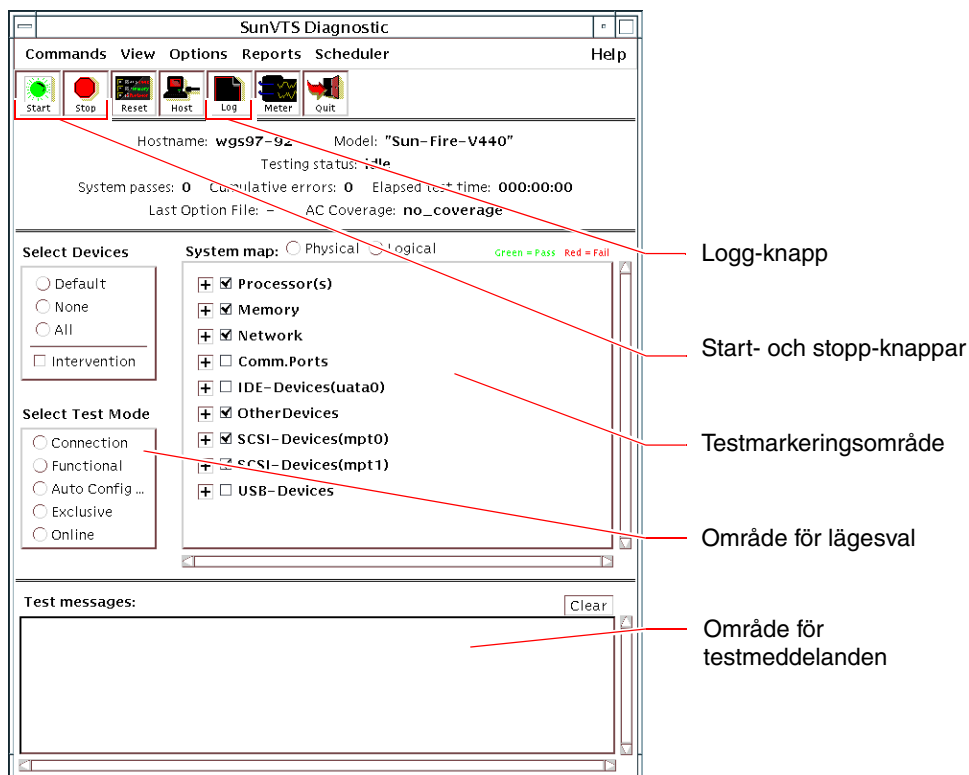 SunVTS Diagnostic
Commands View Options Reports Scheduler Help
Start Stop Reset Host Log Meter Quit
Hostname: wgs97-92 Model: "Sun-Fire-V440"
Testing status: idle
System passes: 0 Cumulative errors: 0 Elapsed test time: 000:00:00
Last Option File: - AC Coverage: no_coverage
Select Devices
Default
None
All
Intervention
Select Test Mode
Connection
Functional
Auto Config ...
Exclusive
Online
System map: Physical Logical Green = Pass Red = Fail
Processor(s)
Memory
Network
Comm.Ports
IDE-Devices(uata0)
OtherDevices
SCSI-Devices(mpt0)
SCSI-Devices(mpt1)
USB-Devices
Test messages: Clear
Logg-knapp
Start- och stopp-knappar
Testmarkeringsområde
Område för lägesval
Område för
testmeddelanden